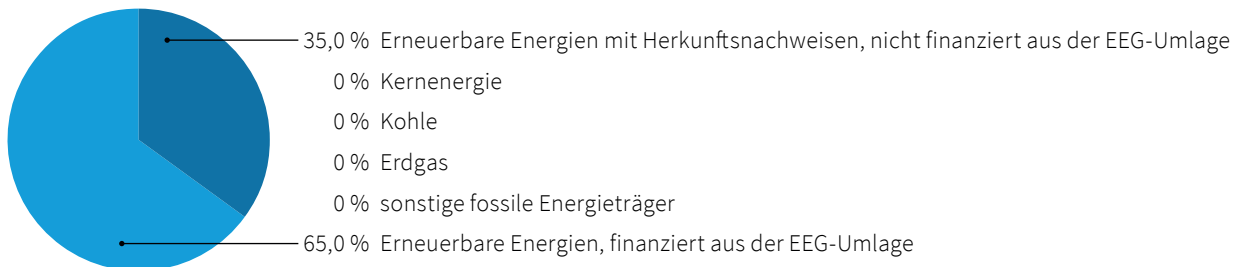 35,0 % Erneuerbare Energien mit Herkunftsnachweisen, nicht finanziert aus der EEG-Umlage
0 % Kernenergie
0 % Kohle
0 % Erdgas
0 % sonstige fossile Energieträger
65,0 % Erneuerbare Energien, finanziert aus der EEG-Umlage